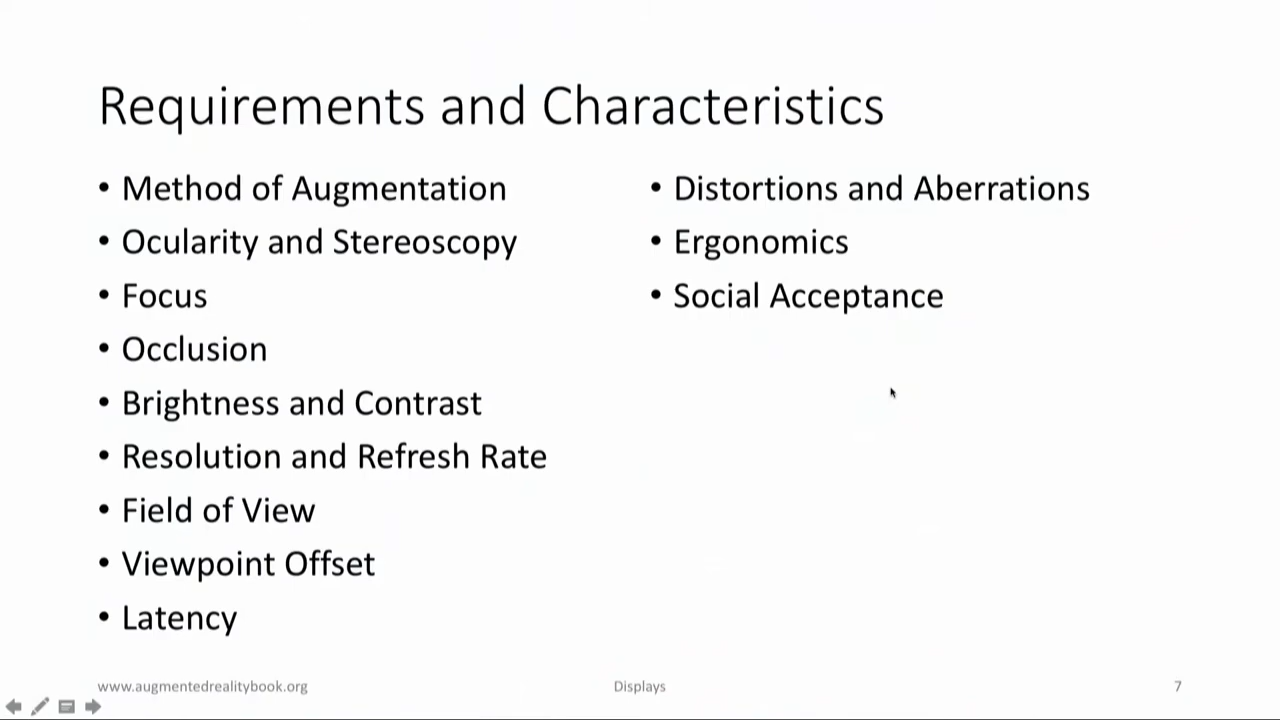 Requirements and Characteristics
• Method of Augmentation
• Ocularity and Stereoscopy
• Focus
• Occlusion
• Brightness and Contrast
• Resolution and Refresh Rate
• Field of View
• Viewpoint Offset
• Latency
• Distortions and Aberrations
• Ergonomics
• Social Acceptance
www.augmentedrealitybook.org
Displays
7